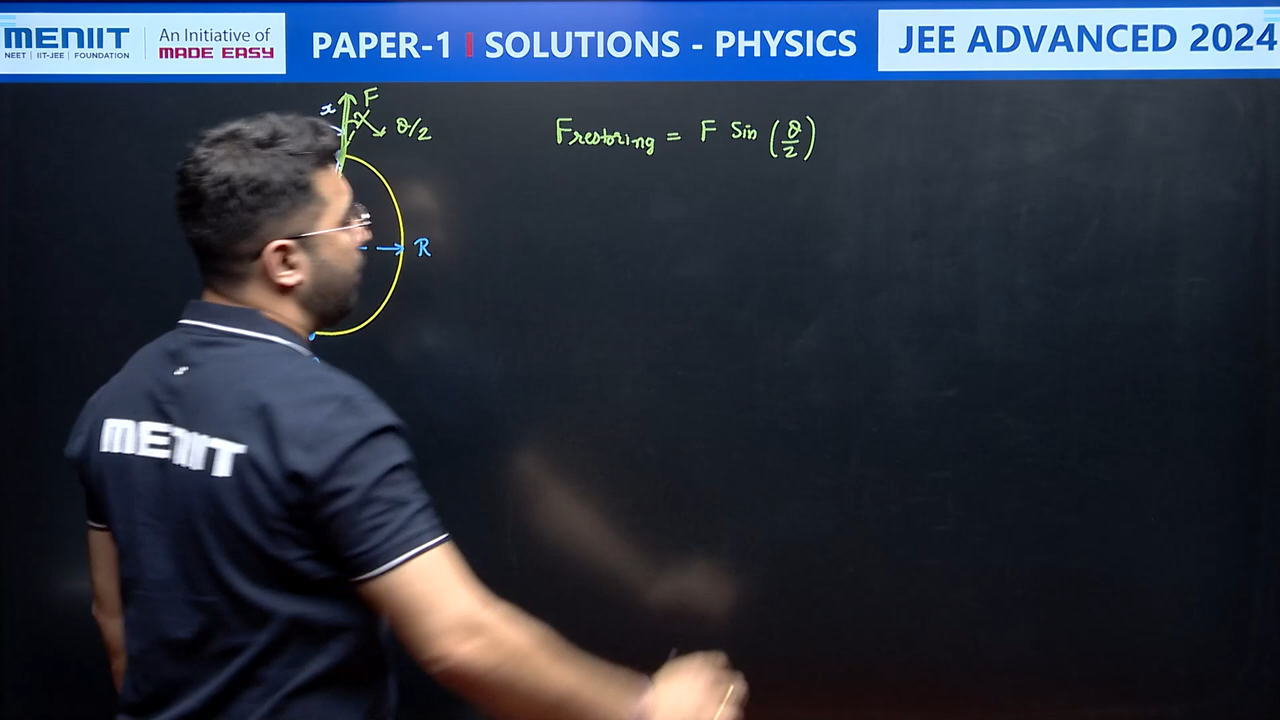 MENIIT
NEET | IIT-JEE | FOUNDATION
An Initiative of
MADE EASY
PAPER-1 | SOLUTIONS - PHYSICS
JEE ADVANCED 2024
x
F
θ/2
R
Frestoring = F Sin (θ/2)
MENIIT